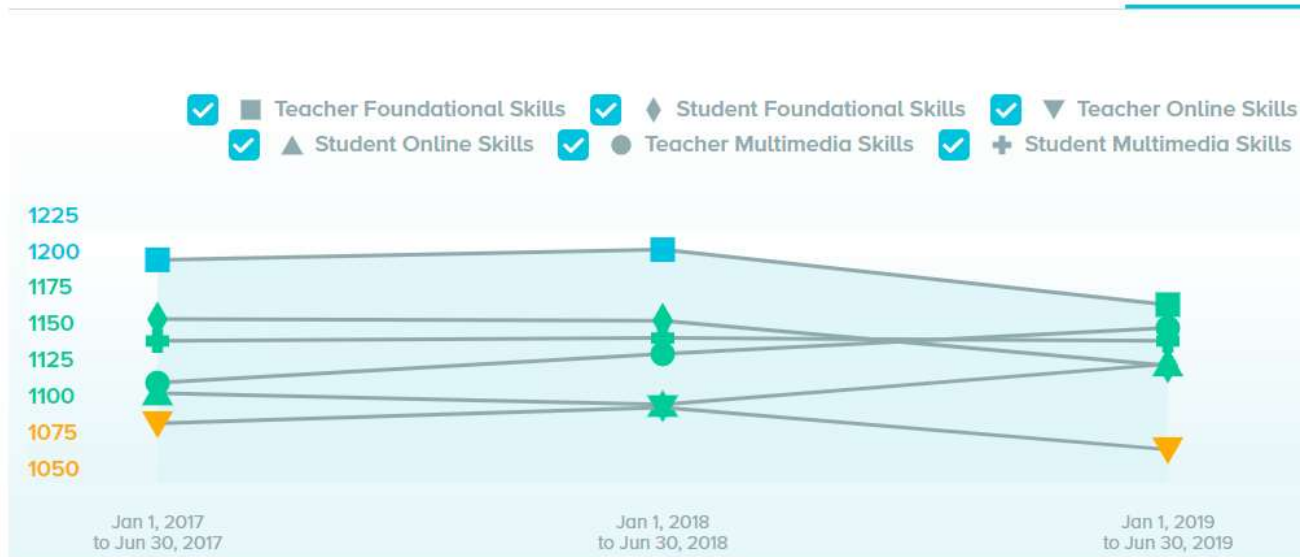 Teacher Foundational Skills Student Foundational Skills Teacher Online Skills
Student Online Skills Teacher Multimedia Skills Student Multimedia Skills
1225
1200
1175
1150
1125
1100
1075
1050
Jan 1, 2017 Jan 1, 2018 Jan 1, 2019
to Jun 30, 2017 to Jun 30, 2018 to Jun 30, 2019